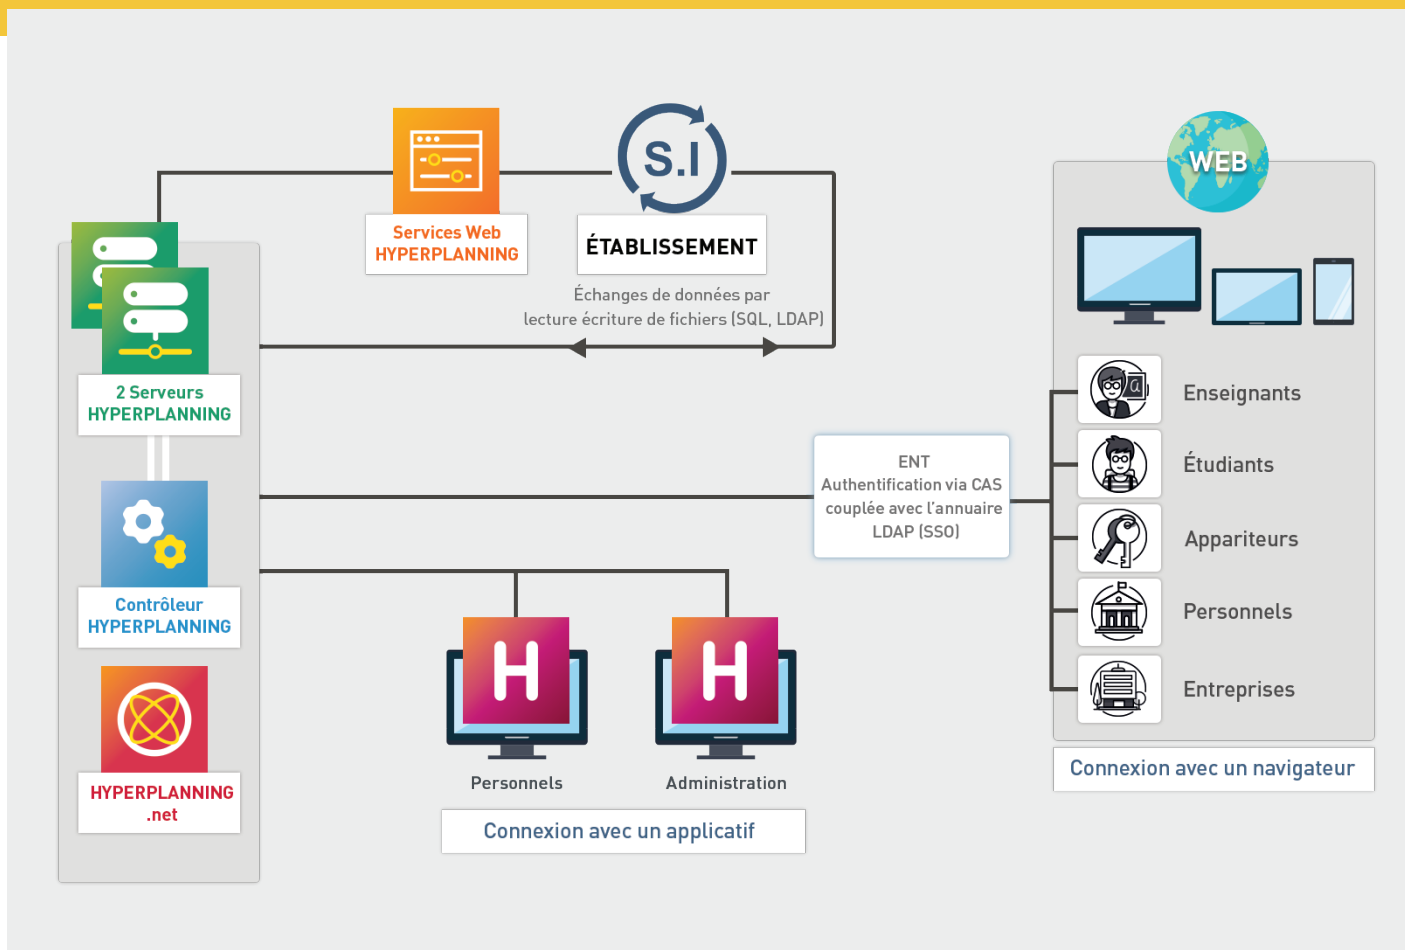 Services Web
HYPERPLANNING
S.I
ÉTABLISSEMENT
Échanges de données par
lecture écriture de fichiers (SQL, LDAP)
2 Serveurs
HYPERPLANNING
Contrôleur
HYPERPLANNING
HYPERPLANNING
.net
ENT
Authentification via CAS
couplée avec l'annuaire
LDAP (SSO)
H
H
Personnels
Administration
Connexion avec un applicatif
WEB
a
Enseignants
Étudiants
Appariteurs
Personnels
Entreprises
Connexion avec un navigateur